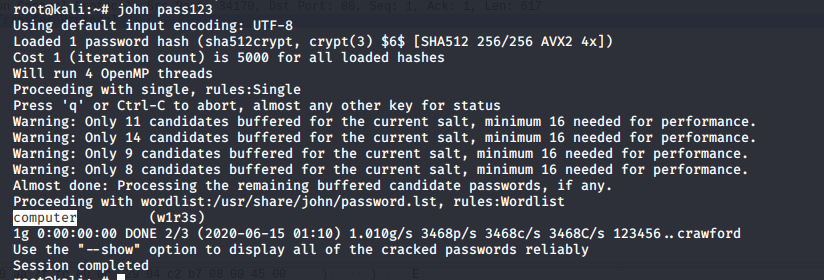 root@kali:~# john pass123
Using default input encoding: UTF-8
Loaded 1 password hash (sha512crypt, crypt(3) $6$ [SHA512 256/256 AVX2 4x])
Cost 1 (iteration count) is 5000 for all loaded hashes
Will run 4 OpenMP threads
Proceeding with single, rules:Single
Press 'q' or Ctrl-C to abort, almost any other key for status
Warning: Only 11 candidates buffered for the current salt, minimum 16 needed for performance.
Warning: Only 14 candidates buffered for the current salt, minimum 16 needed for performance.
Warning: Only 9 candidates buffered for the current salt, minimum 16 needed for performance.
Warning: Only 8 candidates buffered for the current salt, minimum 16 needed for performance.
Almost done: Processing the remaining buffered candidate passwords, if any.
Proceeding with wordlist:/usr/share/john/password.lst, rules:Wordlist
computer (w1r3s)
1g 0:00:00:00 DONE 2/3 (2020-06-15 01:10) 1.010g/s 3468p/s 3468c/s 3468C/s 123456..crawford
Use the "--show" option to display all of the cracked passwords reliably
Session completed
root@kali:~#